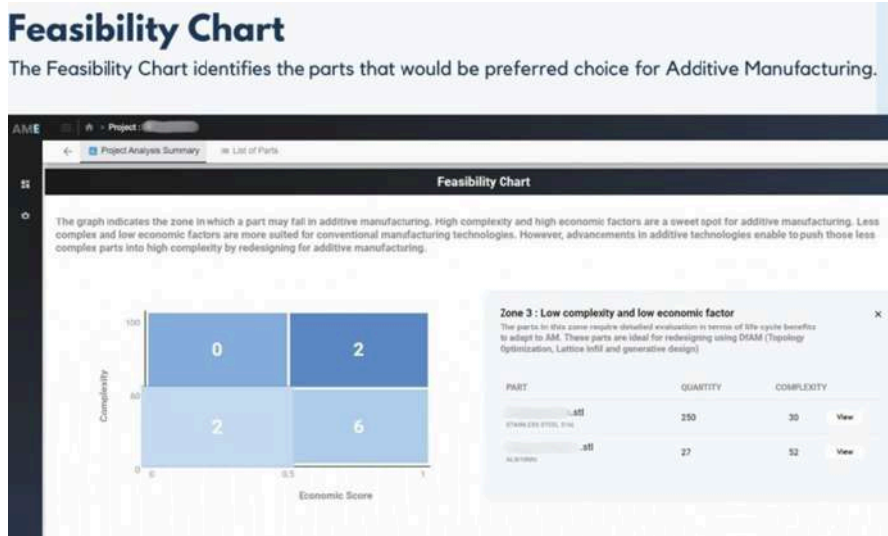 Feasibility Chart
The Feasibility Chart identifies the parts that would be preferred choice for Additive Manufacturing.
AME
Project :
Project Analysis Summary
List of Parts
Feasibility Chart
The graph indicates the zone in which a part may fall in additive manufacturing. High complexity and high economic factors are a sweet spot for additive manufacturing. Less
complex and low economic factors are more suited for conventional manufacturing technologies. However, advancements in additive technologies enable to push those less
complex parts into high complexity by redesigning for additive manufacturing.
100
0
2
Complexity
60
2
6
0
0
0.5
1
Economic Score
Zone 3 : Low complexity and low economic factor
The parts in this zone require detailed evaluation in terms of life cycle benefits
to adapt to AM. These parts are ideal for redesigning using DfAM (Topology
Optimization, Lattice Infill and generative design)
PART QUANTITY COMPLEXITY
.stl 250 30 View
STAINLESS STEEL 316L
.stl 27 52 View